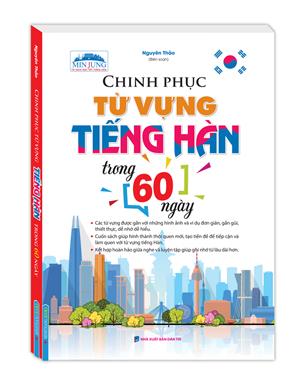 Nguyên Thảo
(Biên soạn)
MIN JUNG
CHINH PHỤC
TỪ VỰNG
TIẾNG HÀN
trong 60 ngày
• Các từ vựng được gắn với những hình ảnh và ví dụ đơn giản, gần gũi,
thiết thực, dễ nhớ dễ hiểu.
• Cuốn sách giúp hình thành thói quen mới, tạo tiền đề để tiếp cận và
làm quen với từ vựng tiếng Hàn.
• Kết hợp hoàn hảo giữa nghe và luyện tập giúp ghi nhớ từ lâu dài hơn.
NHÀ XUẤT BẢN DÂN TRÍ
Nguyên Thảo
CHINH PHỤC TỪ VỰNG
TIẾNG HÀN
TRONG 60 NGÀY